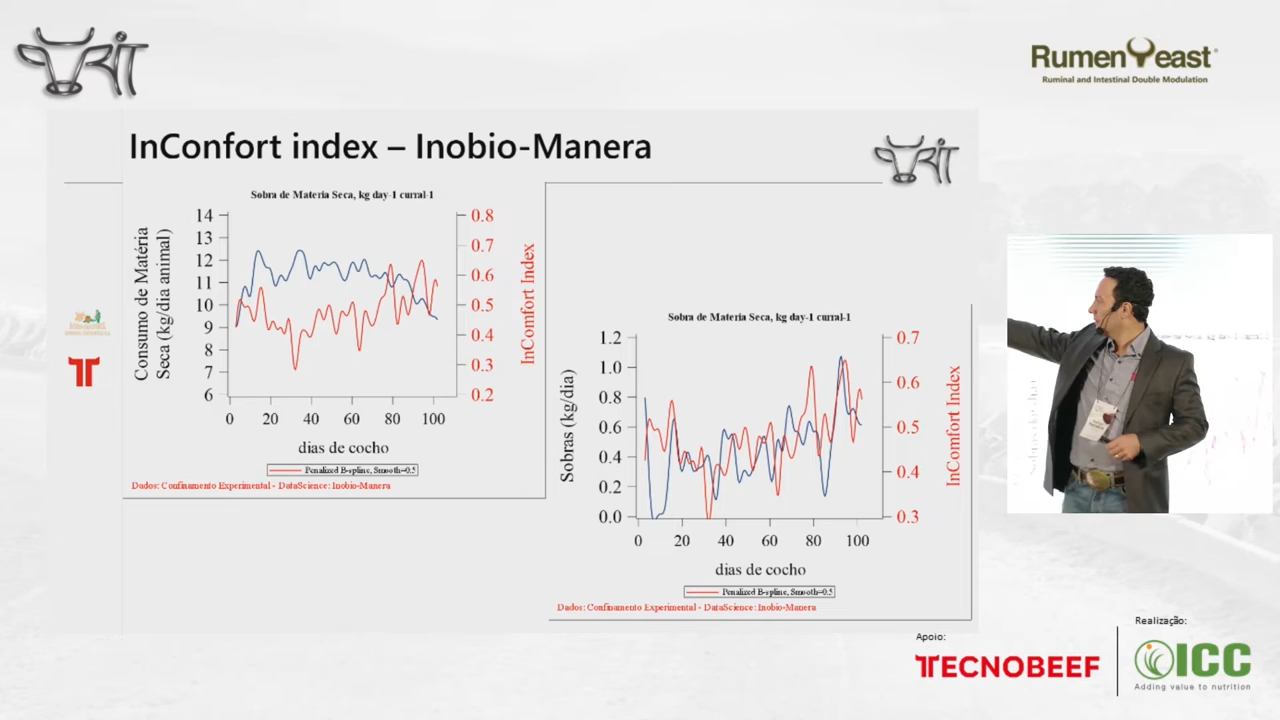 RumenYeast
Ruminal and Intestinal Double Modulation
InConfort index – Inobio-Manera
Sobra de Materia Seca, kg day-1 curral-1
Consumo de Matéria
Seca (kg/dia animal)
14
13
12
11
10
9
8
7
6
0.8
0.7
0.6
0.5
0.4
0.3
0.2
InComfort Index
0 20 40 60 80 100
dias de cocho
Penalized B-spline, Smooth=0.5
Dados: Confinamento Experimental - DataScience: Inobio-Manera
Sobra de Materia Seca, kg day-1 curral-1
Sobras (kg/dia)
1.2
1.0
0.8
0.6
0.4
0.2
0.0
0.7
0.6
0.5
0.4
0.3
InComfort Index
0 20 40 60 80 100
dias de cocho
Penalized B-spline, Smooth=0.5
Dados: Confinamento Experimental - DataScience: Inobio-Manera
Apoio:
TECNOBEEF
Realização:
ICC
Adding value to nutrition